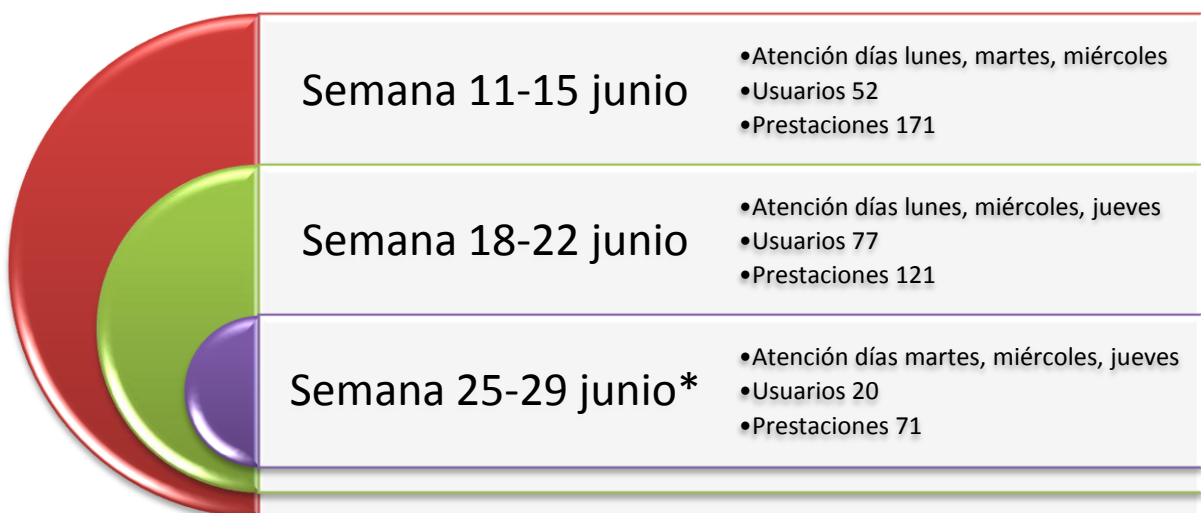 Semana 11-15 junio
•Atención días lunes, martes, miércoles
•Usuarios 52
•Prestaciones 171
Semana 18-22 junio
•Atención días lunes, miércoles, jueves
•Usuarios 77
•Prestaciones 121
Semana 25-29 junio*
•Atención días martes, miércoles, jueves
•Usuarios 20
•Prestaciones 71